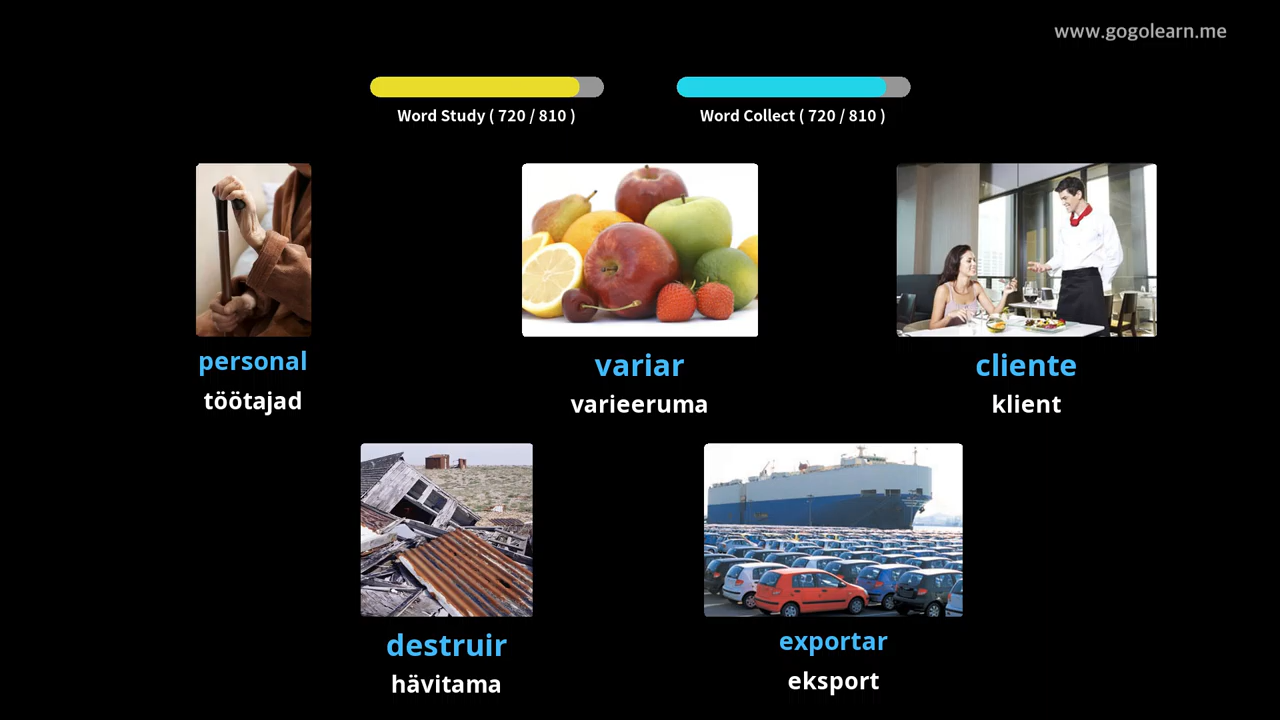 www.gogolearn.me
Word Study ( 720 / 810 )
Word Collect ( 720 / 810 )
personal
töötajad
variar
varieeruma
cliente
klient
destruir
hävitama
exportar
eksport